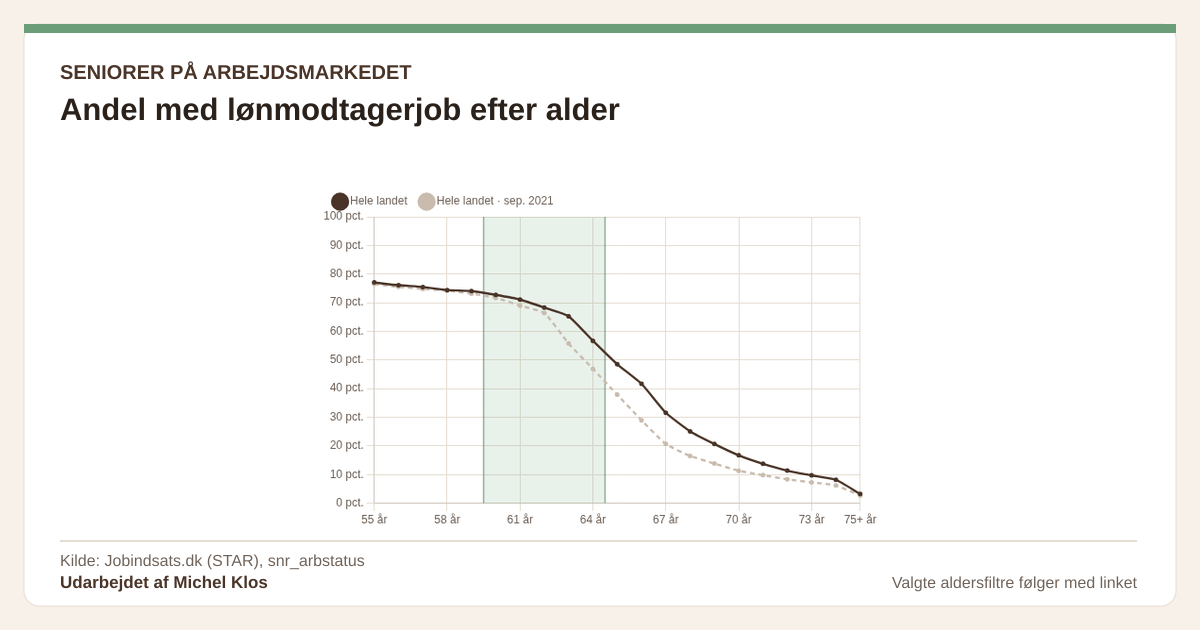 SENIORER PÅ ARBEJDSMARKEDET
Andel med lønmodtagerjob efter alder
Hele landet Hele landet · sep. 2021
100 pct.
90 pct.
80 pct.
70 pct.
60 pct.
50 pct.
40 pct.
30 pct.
20 pct.
10 pct.
0 pct.
55 år 58 år 61 år 64 år 67 år 70 år 73 år 75+ år
Kilde: Jobindsats.dk (STAR), snr_arbstatus
Udarbejdet af Michel Klos
Valgte aldersfiltre følger med linket